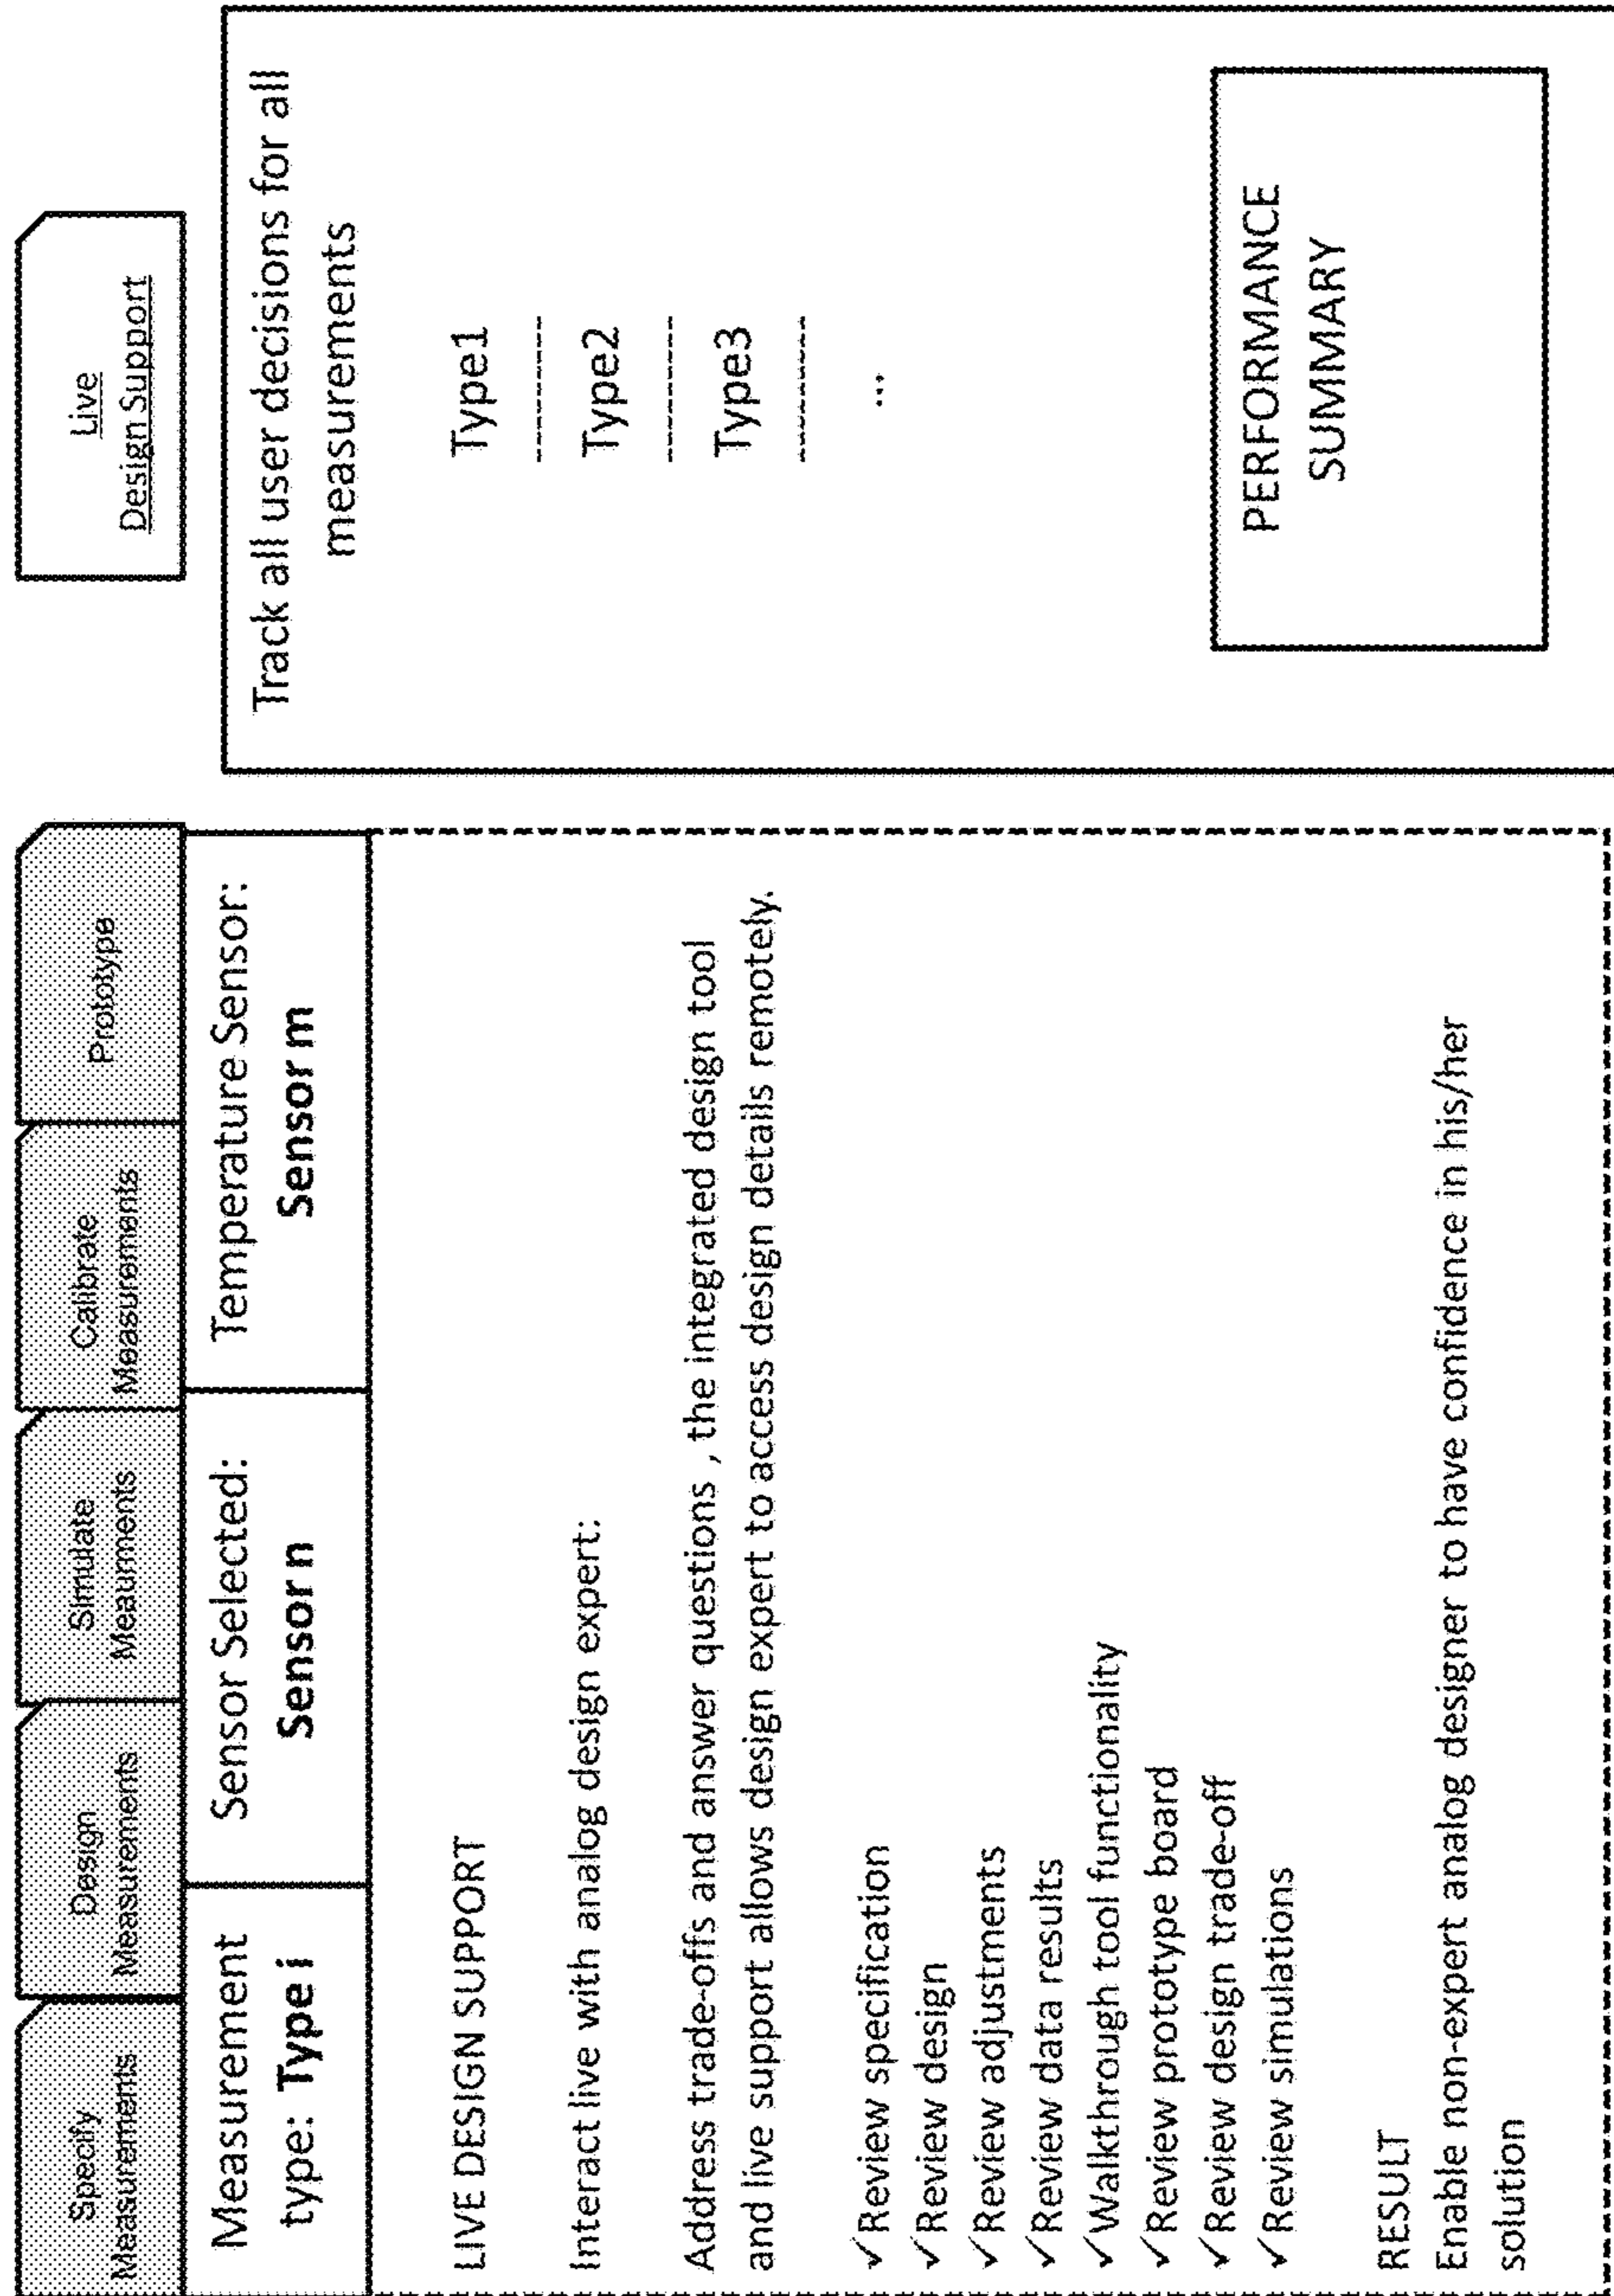 Specify
Measurements
Design
Measurements
Simulate
Meaurments
Calibrate
Measurements
Prototype
Live
Design Support
Measurement
type: Type i
Sensor Selected:
Sensor n
Temperature Sensor:
Sensor m
LIVE DESIGN SUPPORT
Interact live with analog design expert:
Address trade-offs and answer questions , the integrated design tool
and live support allows design expert to access design details remotely.
✓Review specification
✓Review design
✓Review adjustments
✓Review data results
✓Walkthrough tool functionality
✓Review prototype board
✓Review design trade-off
✓Review simulations
RESULT
Enable non-expert analog designer to have confidence in his/her
solution
Track all user decisions for all
measurements
Type1
Type2
Type3
...
PERFORMANCE
SUMMARY